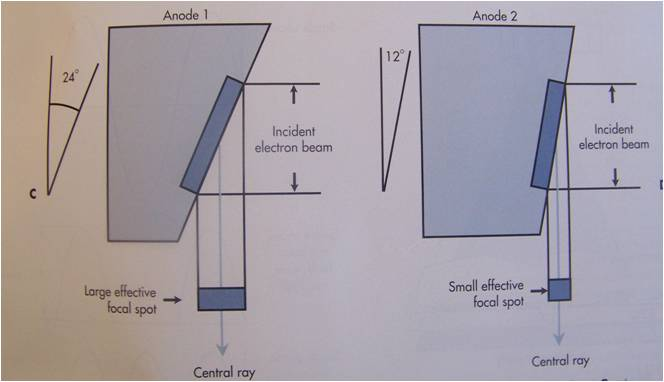 Anode 1
24°
Incident
electron beam
C
Large effective
focal spot
Central ray
Anode 2
12°
Incident
electron beam
Small effective
focal spot
Central ray